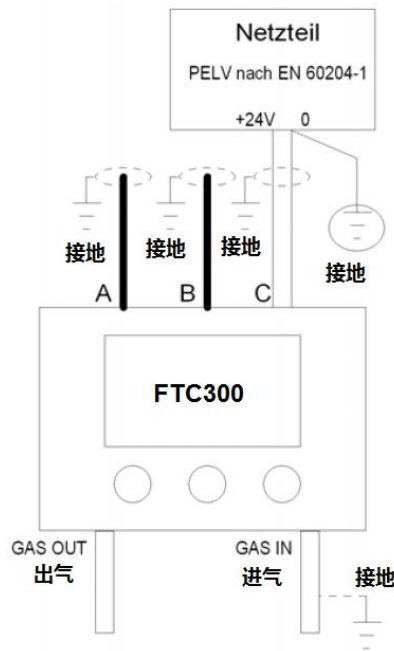 Netzteil
PELV nach EN 60204-1
+24V 0
接地
接地
接地
接地
A
B
C
FTC300
GAS OUT
出气
GAS IN
进气
接地